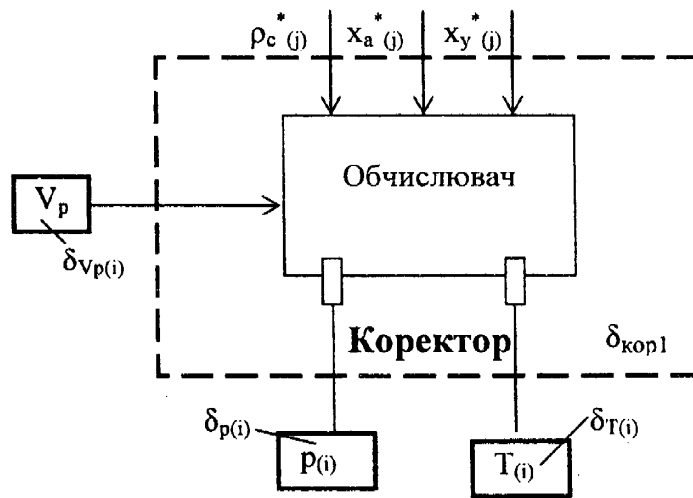 ρc*(j) xa*(j) xy*(j)
Обчислювач
Vp
δVp(i)
Коректор
δкор1
δp(i)
p(i)
T(i)
δT(i)